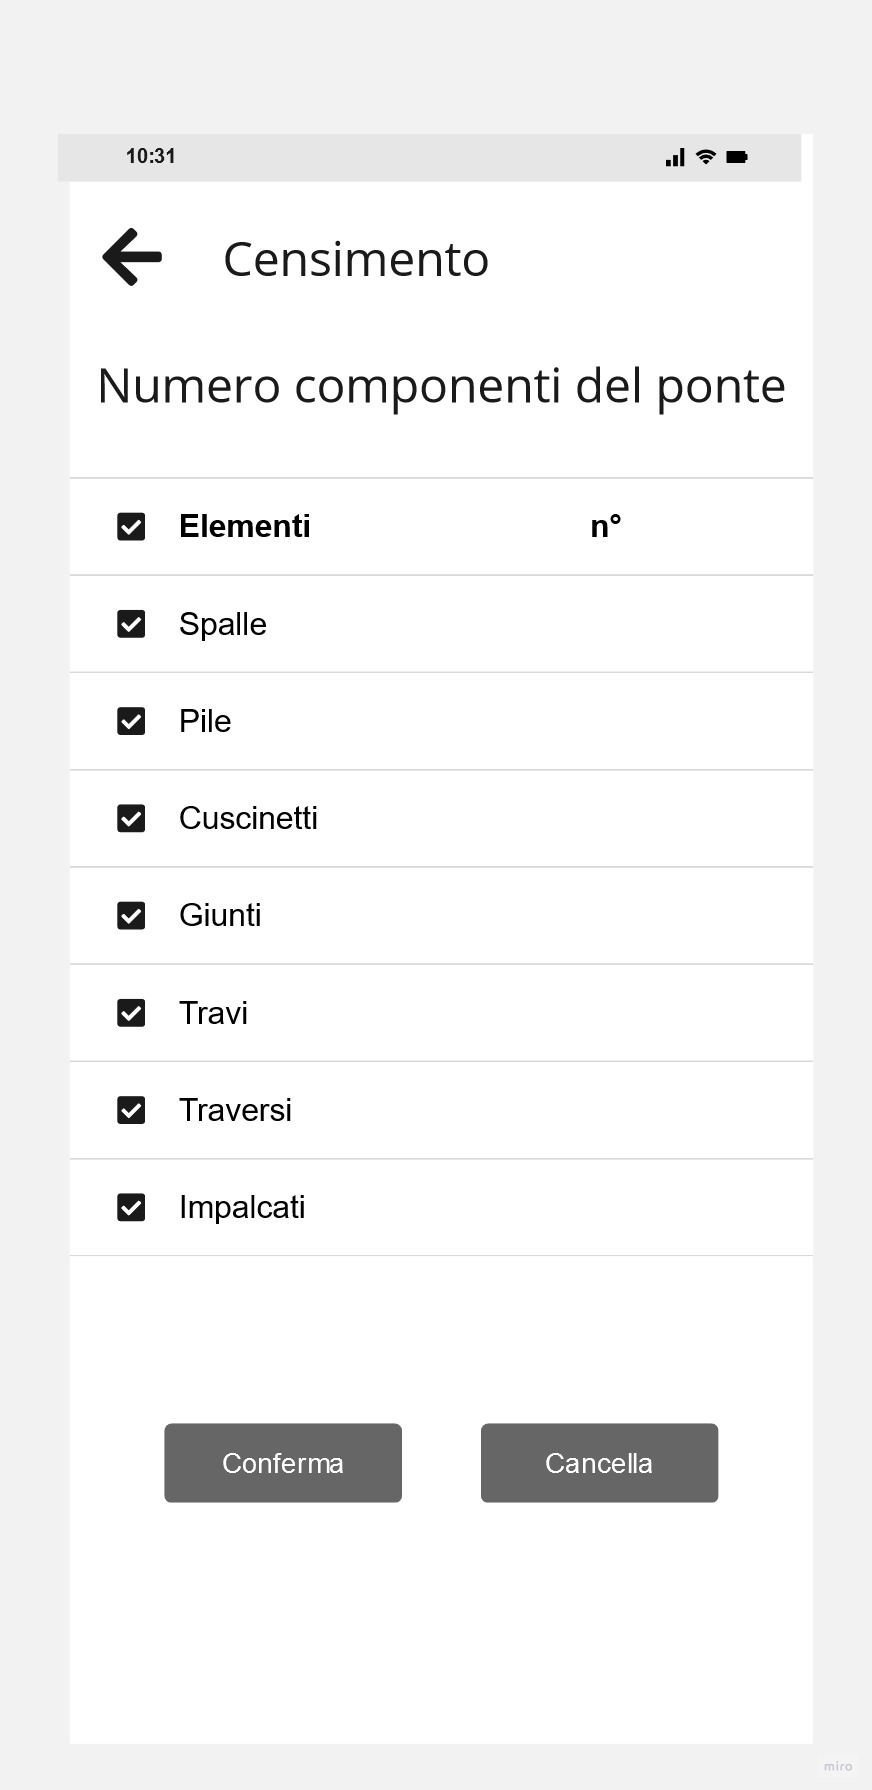 10:31
Censimento
Numero componenti del ponte
Elementi n°
Spalle
Pile
Cuscinetti
Giunti
Travi
Traversi
Impalcati
Conferma Cancella
miro